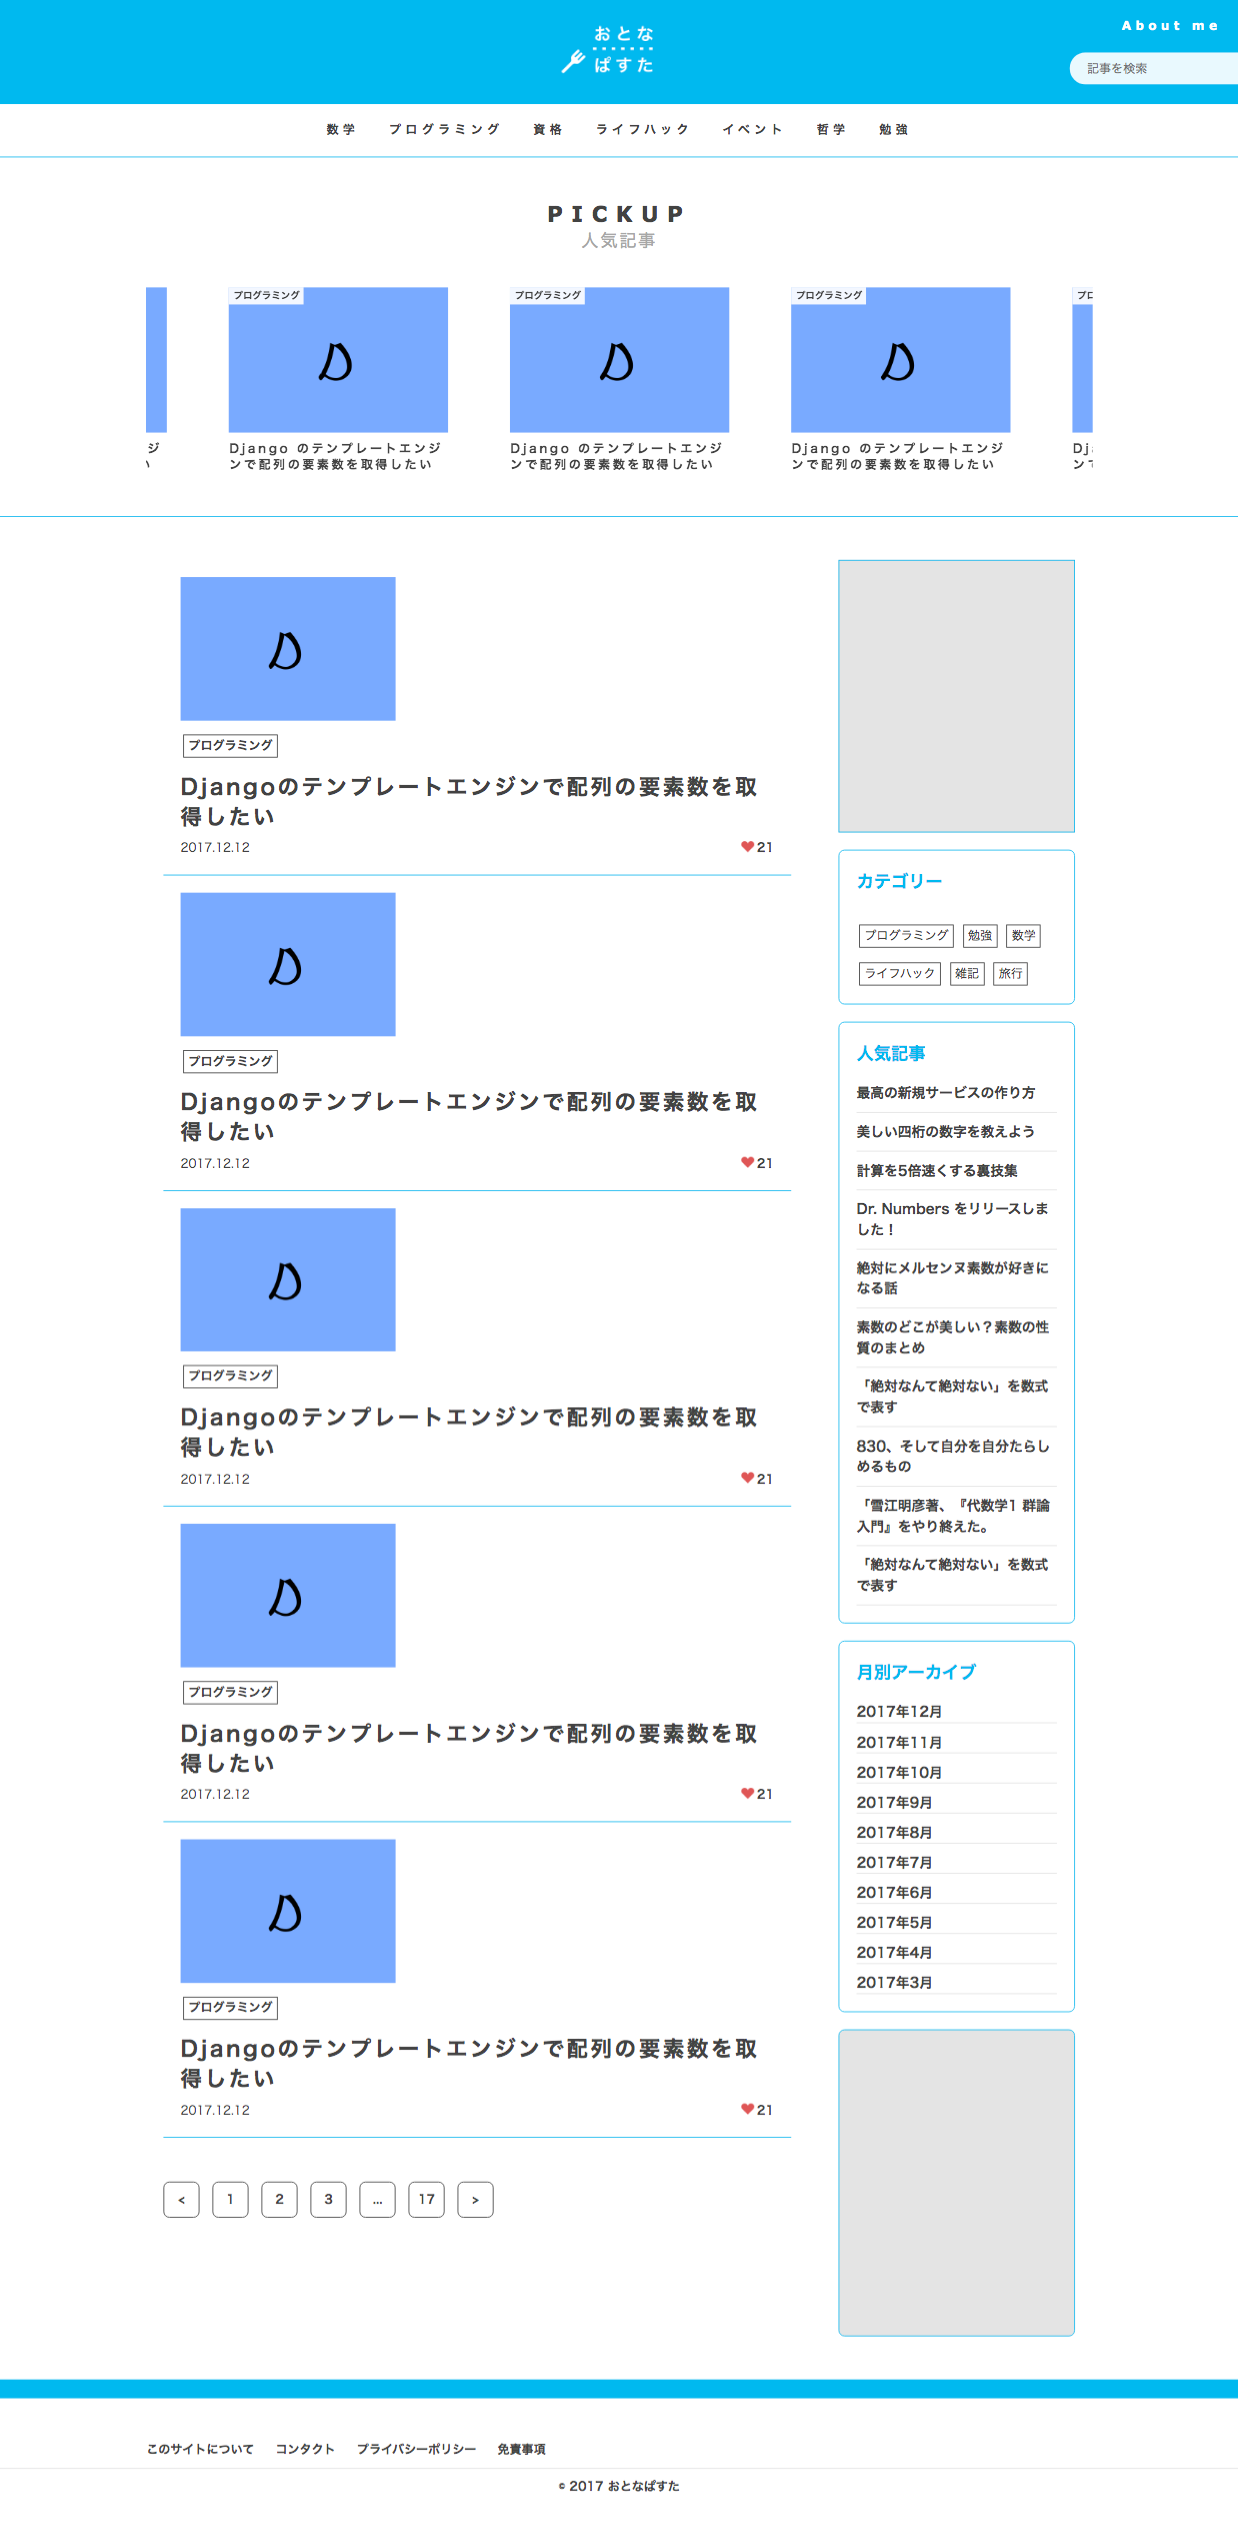 おとな
ぱすた
About me
記事を検索
数学 プログラミング 資格 ライフハック イベント 哲学 勉強
PICKUP
人気記事
プログラミング プログラミング プログラミング プロ
ジ Django のテンプレートエンジ Django のテンプレートエンジ Django のテンプレートエンジ Dj
い ンで配列の要素数を取得したい ンで配列の要素数を取得したい ンで配列の要素数を取得したい ンで
プログラミング
Djangoのテンプレートエンジンで配列の要素数を取
得したい
2017.12.12 ❤21
プログラミング
Djangoのテンプレートエンジンで配列の要素数を取
得したい
2017.12.12 ❤21
プログラミング
Djangoのテンプレートエンジンで配列の要素数を取
得したい
2017.12.12 ❤21
プログラミング
Djangoのテンプレートエンジンで配列の要素数を取
得したい
2017.12.12 ❤21
プログラミング
Djangoのテンプレートエンジンで配列の要素数を取
得したい
2017.12.12 ❤21
< 1 2 3 ... 17 >
カテゴリー
プログラミング 勉強 数学
ライフハック 雑記 旅行
人気記事
最高の新規サービスの作り方
美しい四桁の数字を教えよう
計算を5倍速くする裏技集
Dr. Numbers をリリースしま
した！
絶対にメルセンヌ素数が好きに
なる話
素数のどこが美しい？素数の性
質のまとめ
「絶対なんて絶対ない」を数式
で表す
830、そして自分を自分たらし
めるもの
「雪江明彦著、『代数学1 群論
入門』をやり終えた。
「絶対なんて絶対ない」を数式
で表す
月別アーカイブ
2017年12月
2017年11月
2017年10月
2017年9月
2017年8月
2017年7月
2017年6月
2017年5月
2017年4月
2017年3月
このサイトについて コンタクト プライバシーポリシー 免責事項
© 2017 おとなぱすた